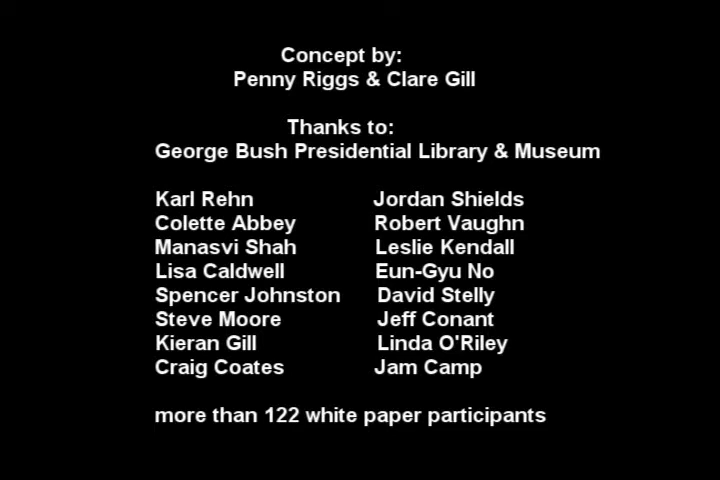 Concept by:
Penny Riggs & Clare Gill
Thanks to:
George Bush Presidential Library & Museum
Karl Rehn Jordan Shields
Colette Abbey Robert Vaughn
Manasvi Shah Leslie Kendall
Lisa Caldwell Eun-Gyu No
Spencer Johnston David Stelly
Steve Moore Jeff Conant
Kieran Gill Linda O'Riley
Craig Coates Jam Camp
more than 122 white paper participants